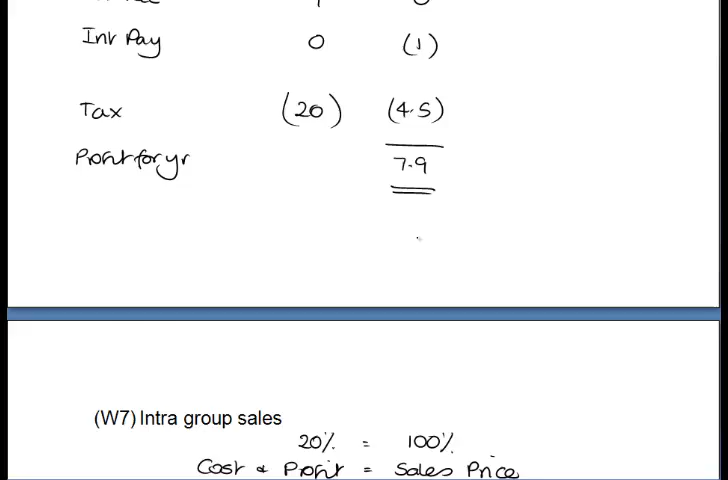 Int Pay 0 (1)
Tax (20) (4.5)
Profit for yr 7.9
(W7) Intra group sales
20% = 100%
Cost + Profit = Sales Price